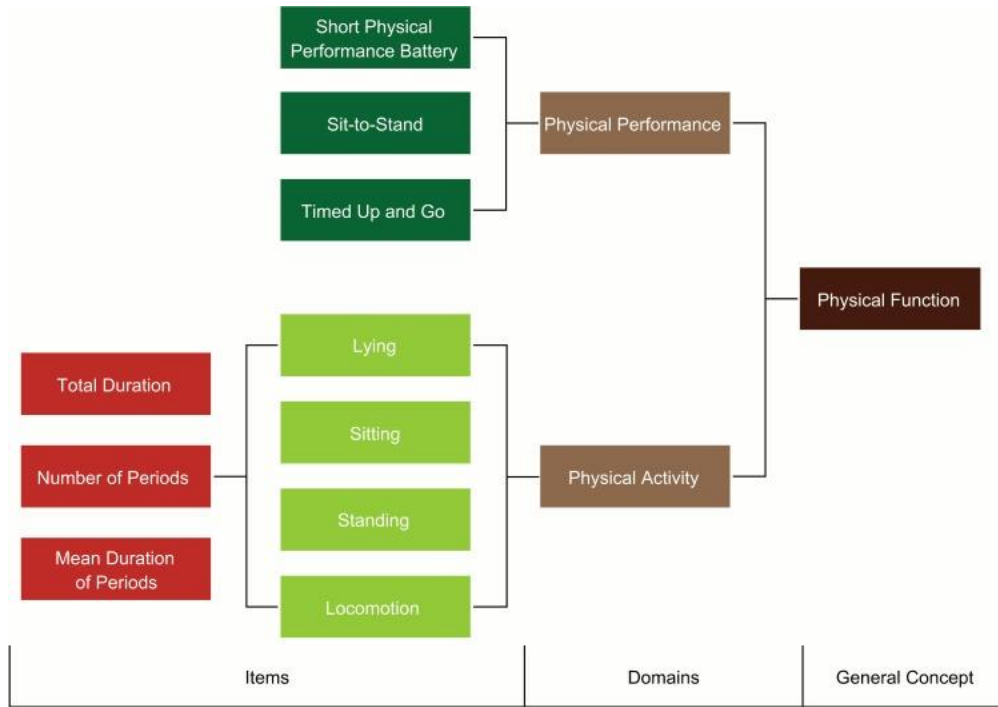 Short Physical
Performance Battery
Sit-to-Stand
Physical Performance
Timed Up and Go
Physical Function
Lying
Total Duration
Sitting
Number of Periods
Physical Activity
Standing
Mean Duration
of Periods
Locomotion
Items
Domains
General Concept